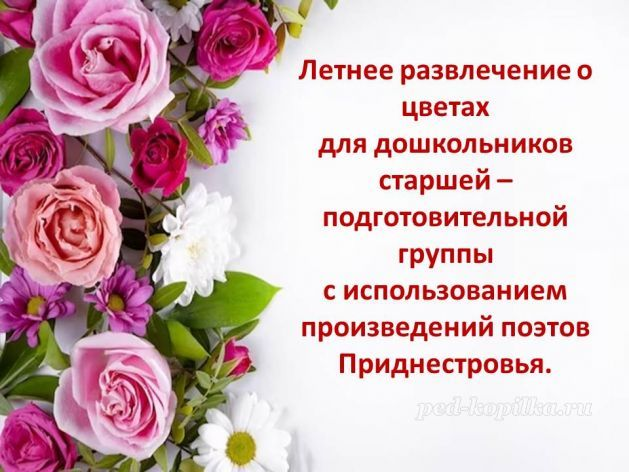 Летнее развлечение о
цветах
для дошкольников
старшей –
подготовительной
группы
с использованием
произведений поэтов
Приднестровья.
ped-kopilka.ru